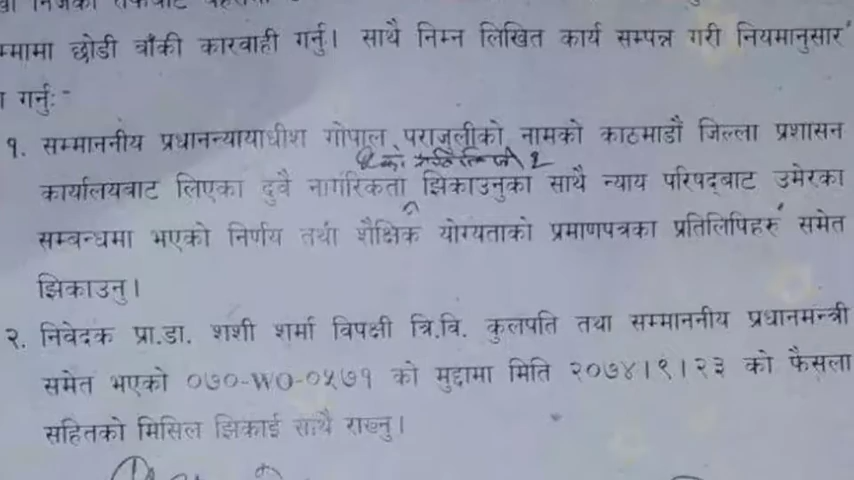 निजको तर्फबाट
छोडी बाँकी कारवाही गर्नु। साथै निम्न लिखित कार्य सम्पन्न गरी नियमानुसार
गर्नुः-
१. सम्माननीय प्रधानन्यायाधीश गोपाल पराजुलीको नामको काठमाडौं जिल्ला प्रशासन
कार्यालयबाट लिएका दुवै नागरिकता झिकाउनुका साथै न्याय परिषद्बाट उमेरका
सम्बन्धमा भएको निर्णय तथा शैक्षिक योग्यताको प्रमाणपत्रका प्रतिलिपिहरु समेत
झिकाउनु।
२. निवेदक प्रा.डा. शशी शर्मा विपक्षी त्रि.वि. कुलपति तथा सम्माननीय प्रधानमन्त्री
समेत भएको ०७०-WO-०५७१ को मुद्दामा मिति २०७४।९।२३ को फैसला
सहितको मिसिल झिकाई साथै राख्नु।